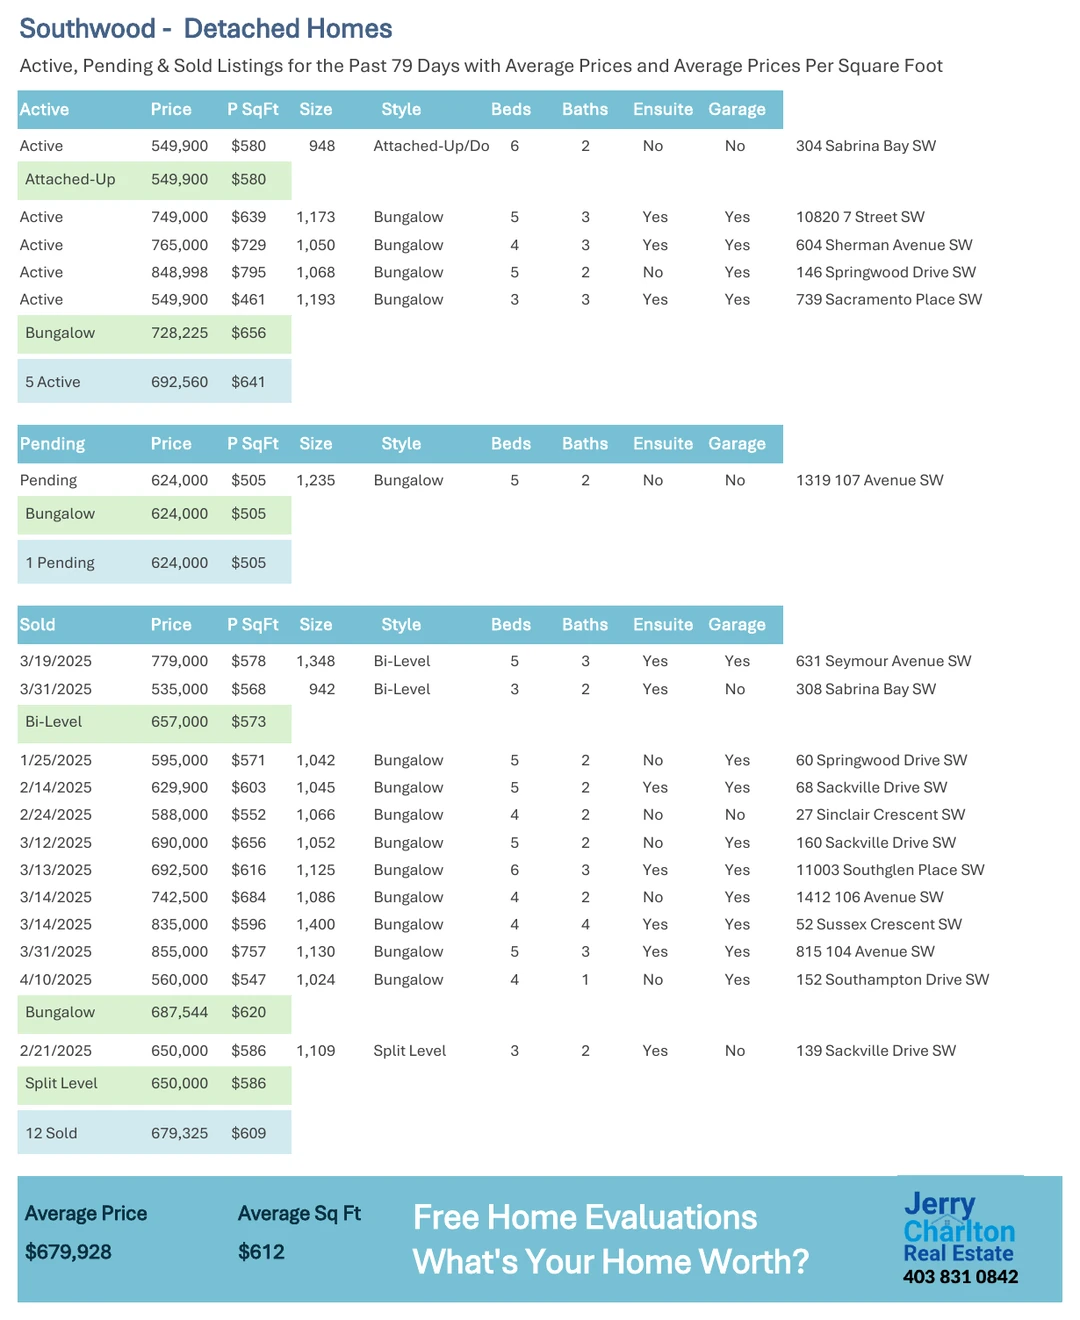 Southwood - Detached Homes
Active, Pending & Sold Listings for the Past 79 Days with Average Prices and Average Prices Per Square Foot
Active Price P SqFt Size Style Beds Baths Ensuite Garage
Active 549,900 $580 948 Attached-Up/Do 6 2 No No 304 Sabrina Bay SW
Attached-Up 549,900 $580
Active 749,000 $639 1,173 Bungalow 5 3 Yes Yes 10820 7 Street SW
Active 765,000 $729 1,050 Bungalow 4 3 Yes Yes 604 Sherman Avenue SW
Active 848,998 $795 1,068 Bungalow 5 2 No Yes 146 Springwood Drive SW
Active 549,900 $461 1,193 Bungalow 3 3 Yes Yes 739 Sacramento Place SW
Bungalow 728,225 $656
5 Active 692,560 $641
Pending Price P SqFt Size Style Beds Baths Ensuite Garage
Pending 624,000 $505 1,235 Bungalow 5 2 No No 1319 107 Avenue SW
Bungalow 624,000 $505
1 Pending 624,000 $505
Sold Price P SqFt Size Style Beds Baths Ensuite Garage
3/19/2025 779,000 $578 1,348 Bi-Level 5 3 Yes Yes 631 Seymour Avenue SW
3/31/2025 535,000 $568 942 Bi-Level 3 2 Yes No 308 Sabrina Bay SW
Bi-Level 657,000 $573
1/25/2025 595,000 $571 1,042 Bungalow 5 2 No Yes 60 Springwood Drive SW
2/14/2025 629,900 $603 1,045 Bungalow 5 2 Yes Yes 68 Sackville Drive SW
2/24/2025 588,000 $552 1,066 Bungalow 4 2 No No 27 Sinclair Crescent SW
3/12/2025 690,000 $656 1,052 Bungalow 5 2 No Yes 160 Sackville Drive SW
3/13/2025 692,500 $616 1,125 Bungalow 6 3 Yes Yes 11003 Southglen Place SW
3/14/2025 742,500 $684 1,086 Bungalow 4 2 No Yes 1412 106 Avenue SW
3/14/2025 835,000 $596 1,400 Bungalow 4 4 Yes Yes 52 Sussex Crescent SW
3/31/2025 855,000 $757 1,130 Bungalow 5 3 Yes Yes 815 104 Avenue SW
4/10/2025 560,000 $547 1,024 Bungalow 4 1 No Yes 152 Southampton Drive SW
Bungalow 687,544 $620
2/21/2025 650,000 $586 1,109 Split Level 3 2 Yes No 139 Sackville Drive SW
Split Level 650,000 $586
12 Sold 679,325 $609
Average Price Average Sq Ft
$679,928 $612
Free Home Evaluations
What's Your Home Worth?
Jerry
Charlton
Real Estate
403 831 0842